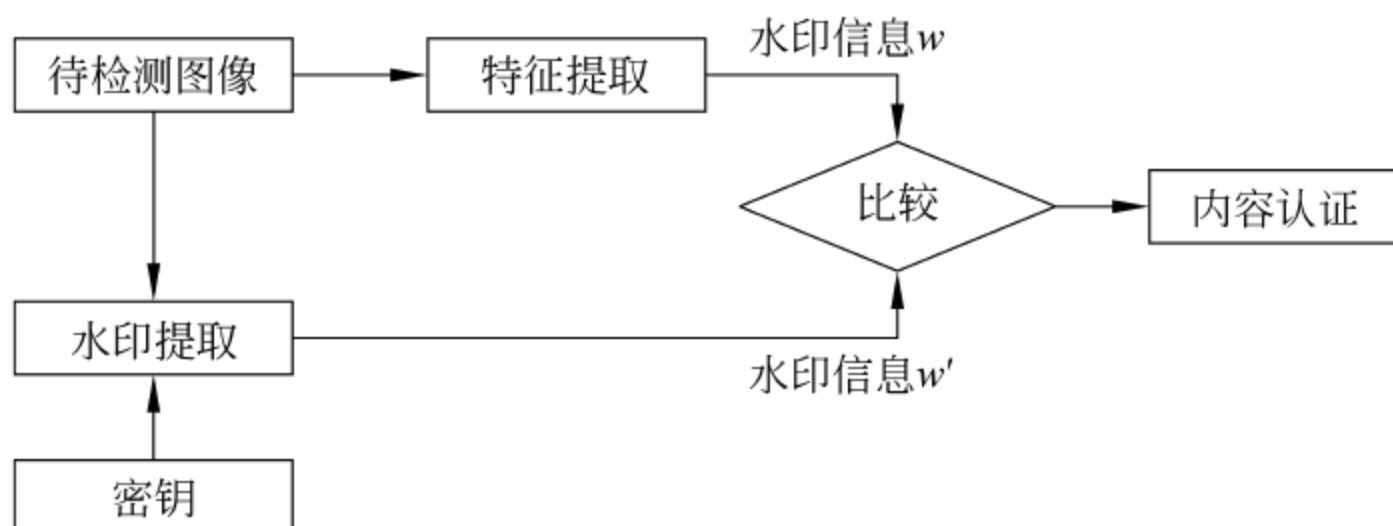 水印信息w
待检测图像
特征提取
比较
内容认证
水印提取
水印信息w′
密钥